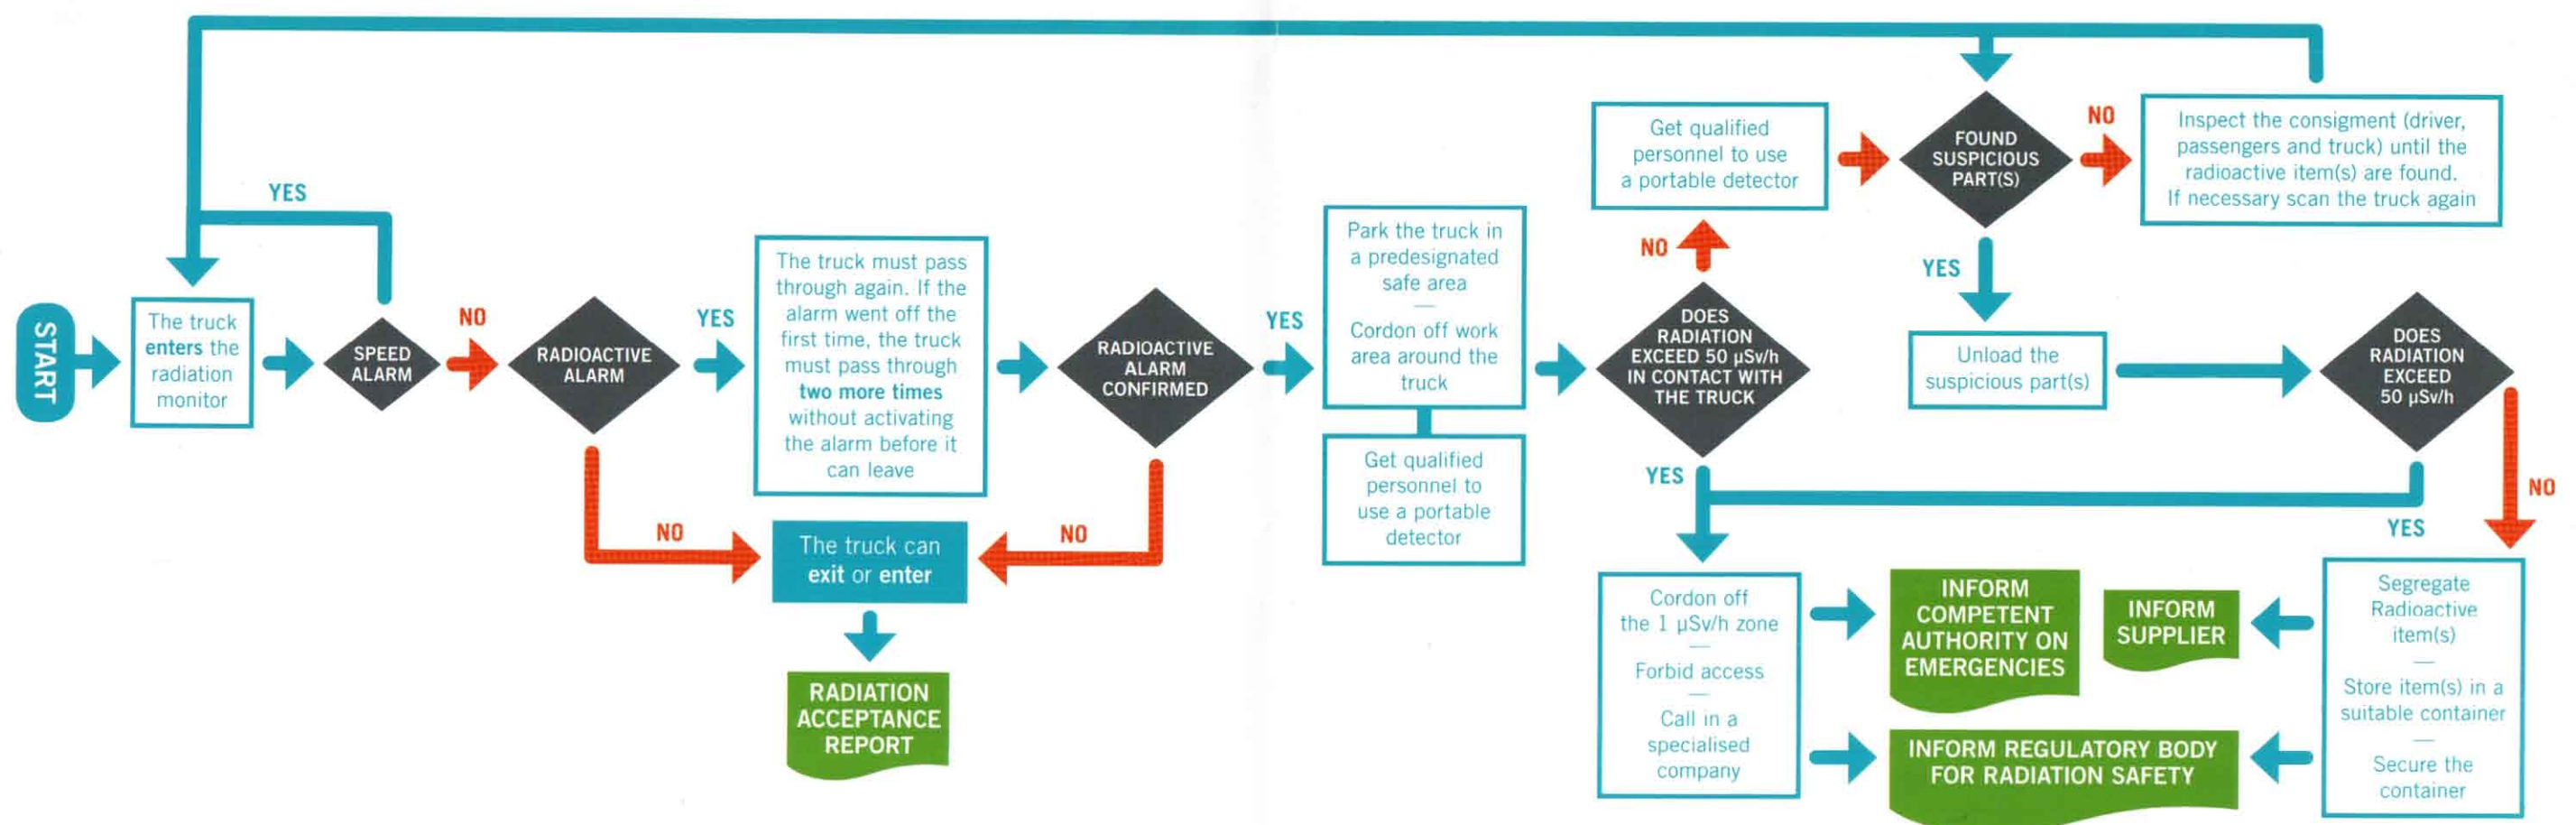 START
The truck
enters the
radiation
monitor
YES
SPEED
ALARM
NO
RADIOACTIVE
ALARM
YES
NO
The truck must pass
through again. If the
alarm went off the
first time, the truck
must pass through
two more times
without activating
the alarm before it
can leave
RADIOACTIVE
ALARM
CONFIRMED
NO
The truck can
exit or enter
RADIATION
ACCEPTANCE
REPORT
YES
Park the truck in
a predesignated
safe area
—
Cordon off work
area around the
truck
Get qualified
personnel to
use a portable
detector
DOES
RADIATION
EXCEED 50 µSv/h
IN CONTACT WITH
THE TRUCK
NO
Get qualified
personnel to use
a portable detector
FOUND
SUSPICIOUS
PART(S)
NO
Inspect the consigment (driver,
passengers and truck) until the
radioactive item(s) are found.
If necessary scan the truck again
YES
Unload the
suspicious part(s)
DOES
RADIATION
EXCEED
50 µSv/h
YES
YES
NO
Cordon off
the 1 µSv/h zone
—
Forbid access
—
Call in a
specialised
company
INFORM
COMPETENT
AUTHORITY ON
EMERGENCIES
INFORM
SUPPLIER
INFORM REGULATORY BODY
FOR RADIATION SAFETY
Segregate
Radioactive
item(s)
—
Store item(s) in a
suitable container
—
Secure the
container